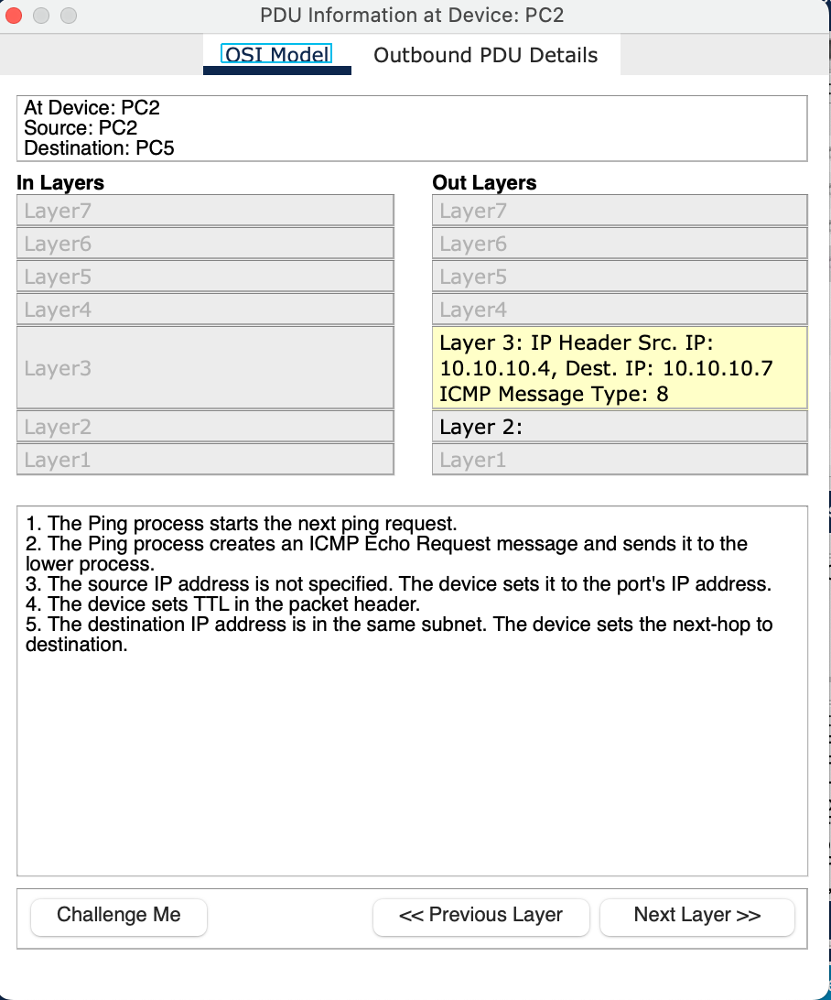 PDU Information at Device: PC2
OSI Model
Outbound PDU Details
At Device: PC2
Source: PC2
Destination: PC5
In Layers
Layer7
Layer6
Layer5
Layer4
Layer3
Layer2
Layer1
Out Layers
Layer7
Layer6
Layer5
Layer4
Layer 3: IP Header Src. IP:
10.10.10.4, Dest. IP: 10.10.10.7
ICMP Message Type: 8
Layer 2:
Layer1
1. The Ping process starts the next ping request.
2. The Ping process creates an ICMP Echo Request message and sends it to the
lower process.
3. The source IP address is not specified. The device sets it to the port's IP address.
4. The device sets TTL in the packet header.
5. The destination IP address is in the same subnet. The device sets the next-hop to
destination.
Challenge Me
<< Previous Layer
Next Layer >>